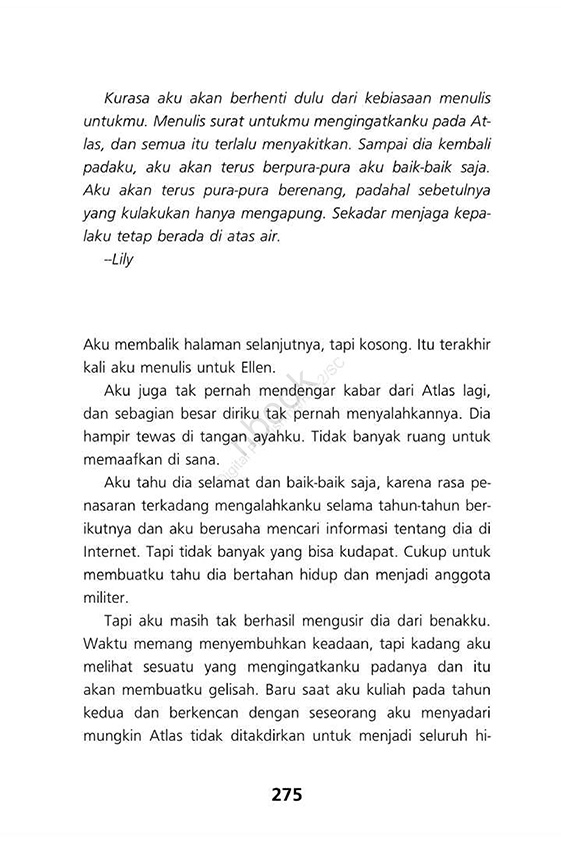 Kurasa aku akan berhenti dulu dari kebiasaan menulis
untukmu. Menulis surat untukmu mengingatkanku pada At-
las, dan semua itu terlalu menyakitkan. Sampai dia kembali
padaku, aku akan terus berpura-pura aku baik-baik saja.
Aku akan terus pura-pura berenang, padahal sebetulnya
yang kulakukan hanya mengapung. Sekadar menjaga kepa-
laku tetap berada di atas air.
--Lily
Aku membalik halaman selanjutnya, tapi kosong. Itu terakhir
kali aku menulis untuk Ellen.
Aku juga tak pernah mendengar kabar dari Atlas lagi,
dan sebagian besar diriku tak pernah menyalahkannya. Dia
hampir tewas di tangan ayahku. Tidak banyak ruang untuk
memaafkan di sana.
Aku tahu dia selamat dan baik-baik saja, karena rasa pe-
nasaran terkadang mengalahkanku selama tahun-tahun ber-
ikutnya dan aku berusaha mencari informasi tentang dia di
Internet. Tapi tidak banyak yang bisa kudapat. Cukup untuk
membuatku tahu dia bertahan hidup dan menjadi anggota
militer.
Tapi aku masih tak berhasil mengusir dia dari benakku.
Waktu memang menyembuhkan keadaan, tapi kadang aku
melihat sesuatu yang mengingatkanku padanya dan itu
akan membuatku gelisah. Baru saat aku kuliah pada tahun
kedua dan berkencan dengan seseorang aku menyadari
mungkin Atlas tidak ditakdirkan untuk menjadi seluruh hi-
275